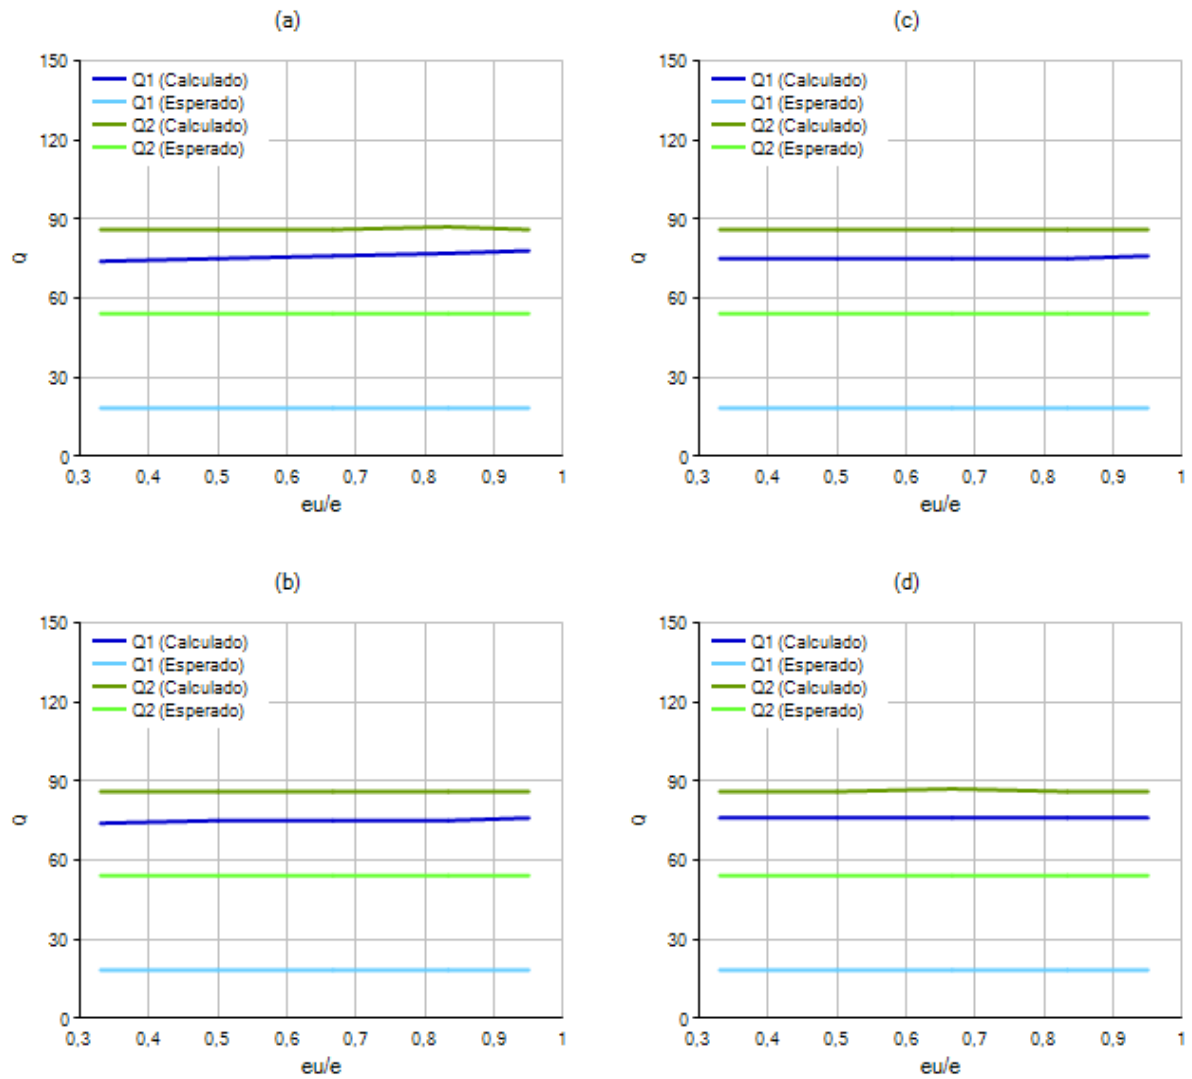 (a)
150
120
90
60
30
0
Q
Q1 (Calculado)
Q1 (Esperado)
Q2 (Calculado)
Q2 (Esperado)
0,3 0,4 0,5 0,6 0,7 0,8 0,9 1
eu/e
(c)
150
120
90
60
30
0
Q
Q1 (Calculado)
Q1 (Esperado)
Q2 (Calculado)
Q2 (Esperado)
0,3 0,4 0,5 0,6 0,7 0,8 0,9 1
eu/e
(b)
150
120
90
60
30
0
Q
Q1 (Calculado)
Q1 (Esperado)
Q2 (Calculado)
Q2 (Esperado)
0,3 0,4 0,5 0,6 0,7 0,8 0,9 1
eu/e
(d)
150
120
90
60
30
0
Q
Q1 (Calculado)
Q1 (Esperado)
Q2 (Calculado)
Q2 (Esperado)
0,3 0,4 0,5 0,6 0,7 0,8 0,9 1
eu/e